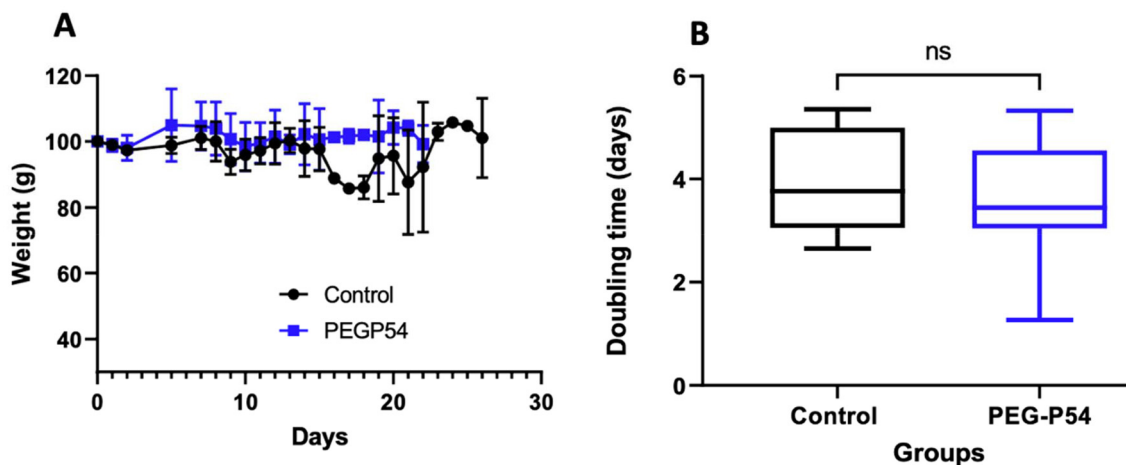 A
Weight (g)
120
100
80
60
40
Control
PEGP54
0 10 20 30
Days
B
ns
Doubling time (days)
6
4
2
0
Control PEG-P54
Groups